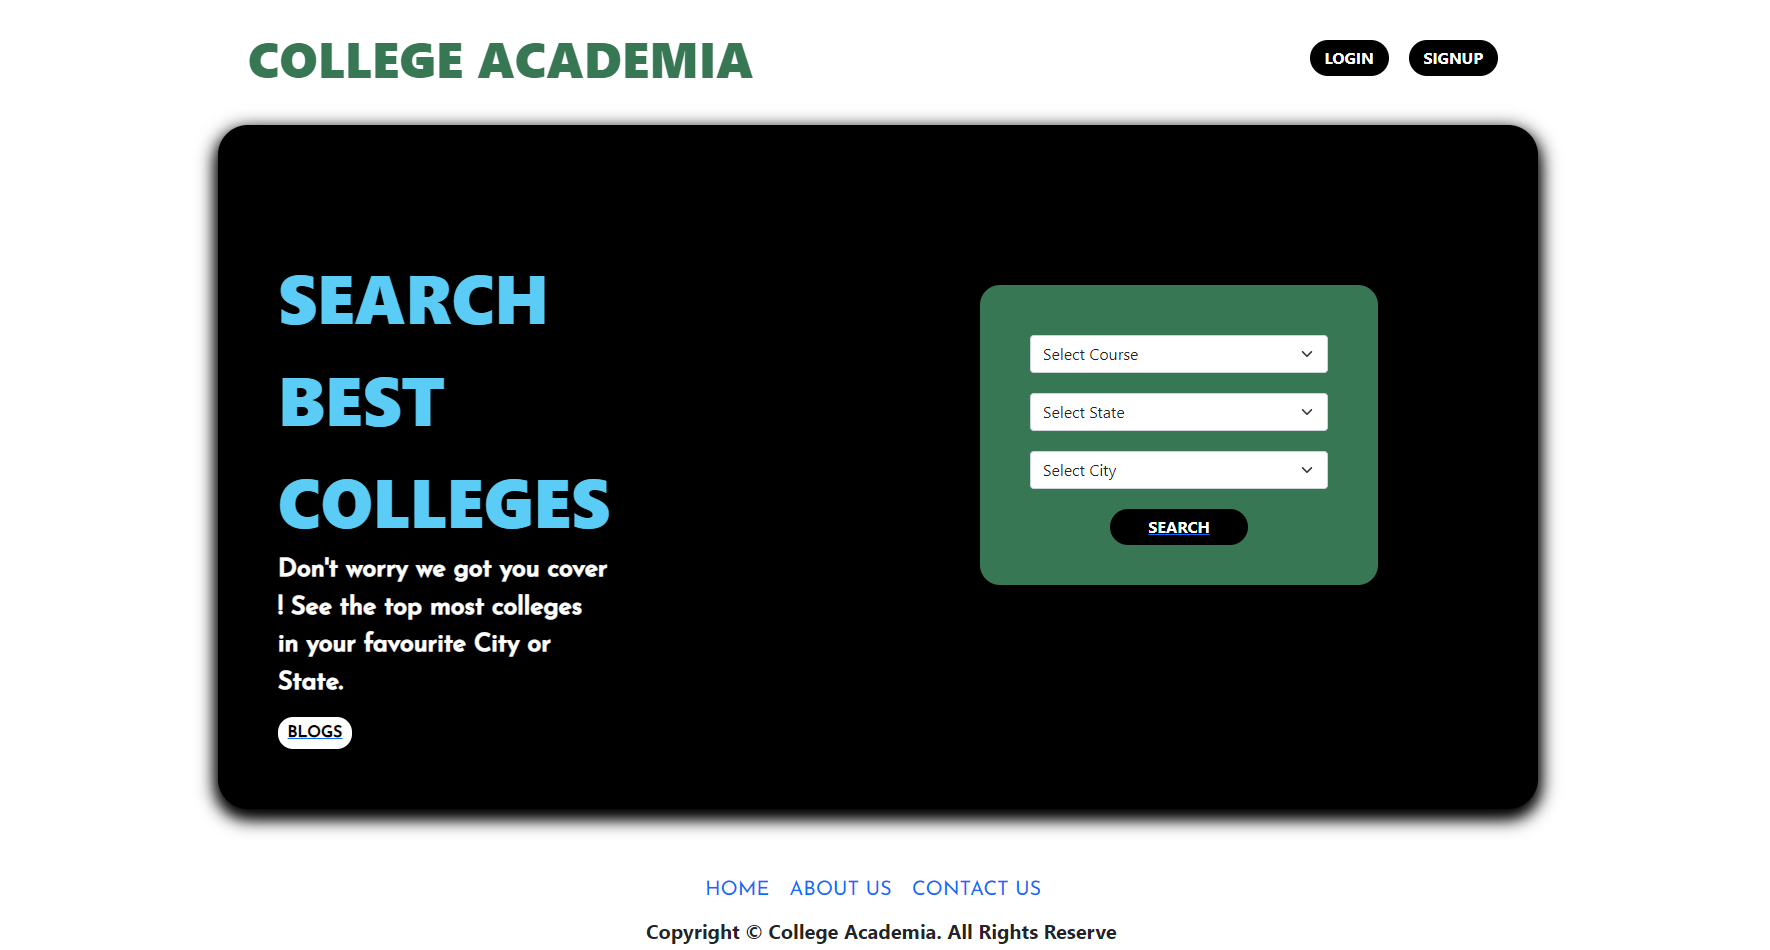 COLLEGE ACADEMIA
LOGIN
SIGNUP
SEARCH
BEST
COLLEGES
Don't worry we got you cover
! See the top most colleges
in your favourite City or
State.
BLOGS
Select Course
Select State
Select City
SEARCH
HOME ABOUT US CONTACT US
Copyright © College Academia. All Rights Reserve